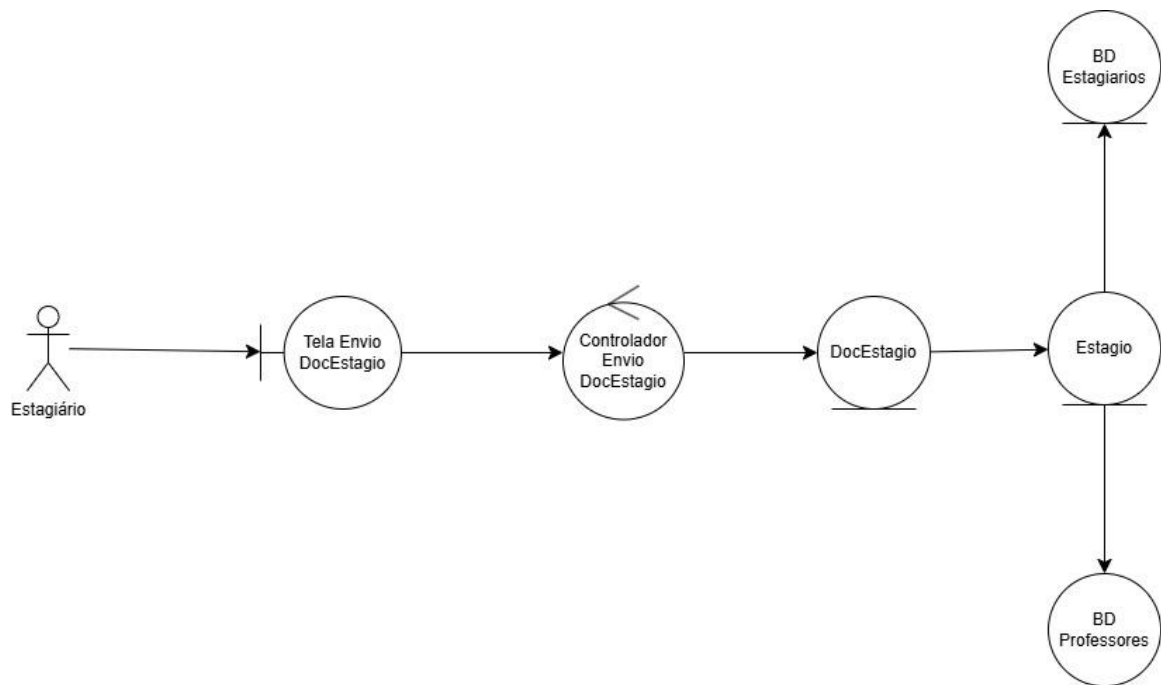 BD
Estagiarios
Tela Envio
DocEstagio
Controlador
Envio
DocEstagio
DocEstagio
Estagio
Estagiário
BD
Professores